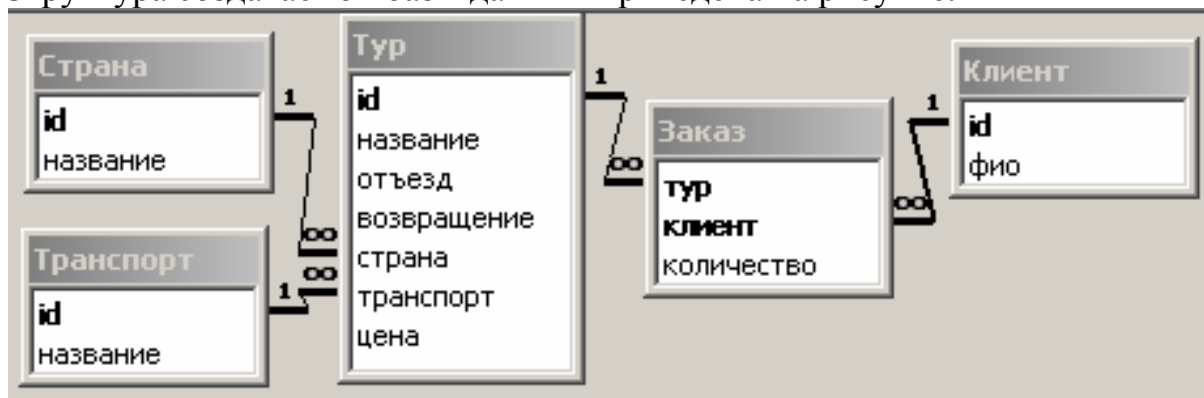 Страна
id
название
Транспорт
id
название
Тур
id
название
отъезд
возвращение
страна
транспорт
цена
Заказ
тур
клиент
количество
Клиент
id
фио
1
∞
1
∞
1
∞
1
∞